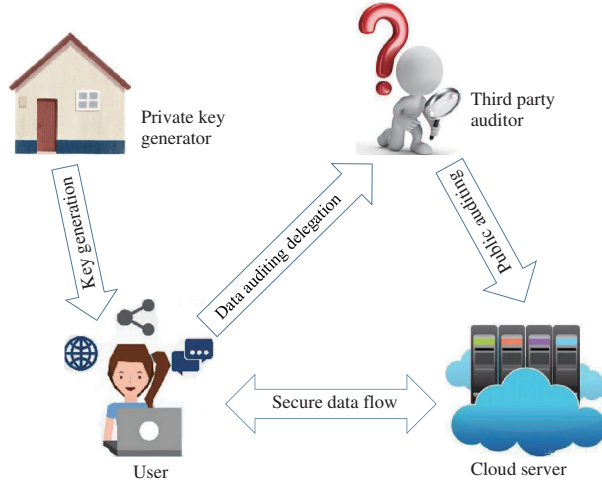 Private key
generator
Third party
auditor
Key generation
Data auditing delegation
Public auditing
Secure data flow
User
Cloud server